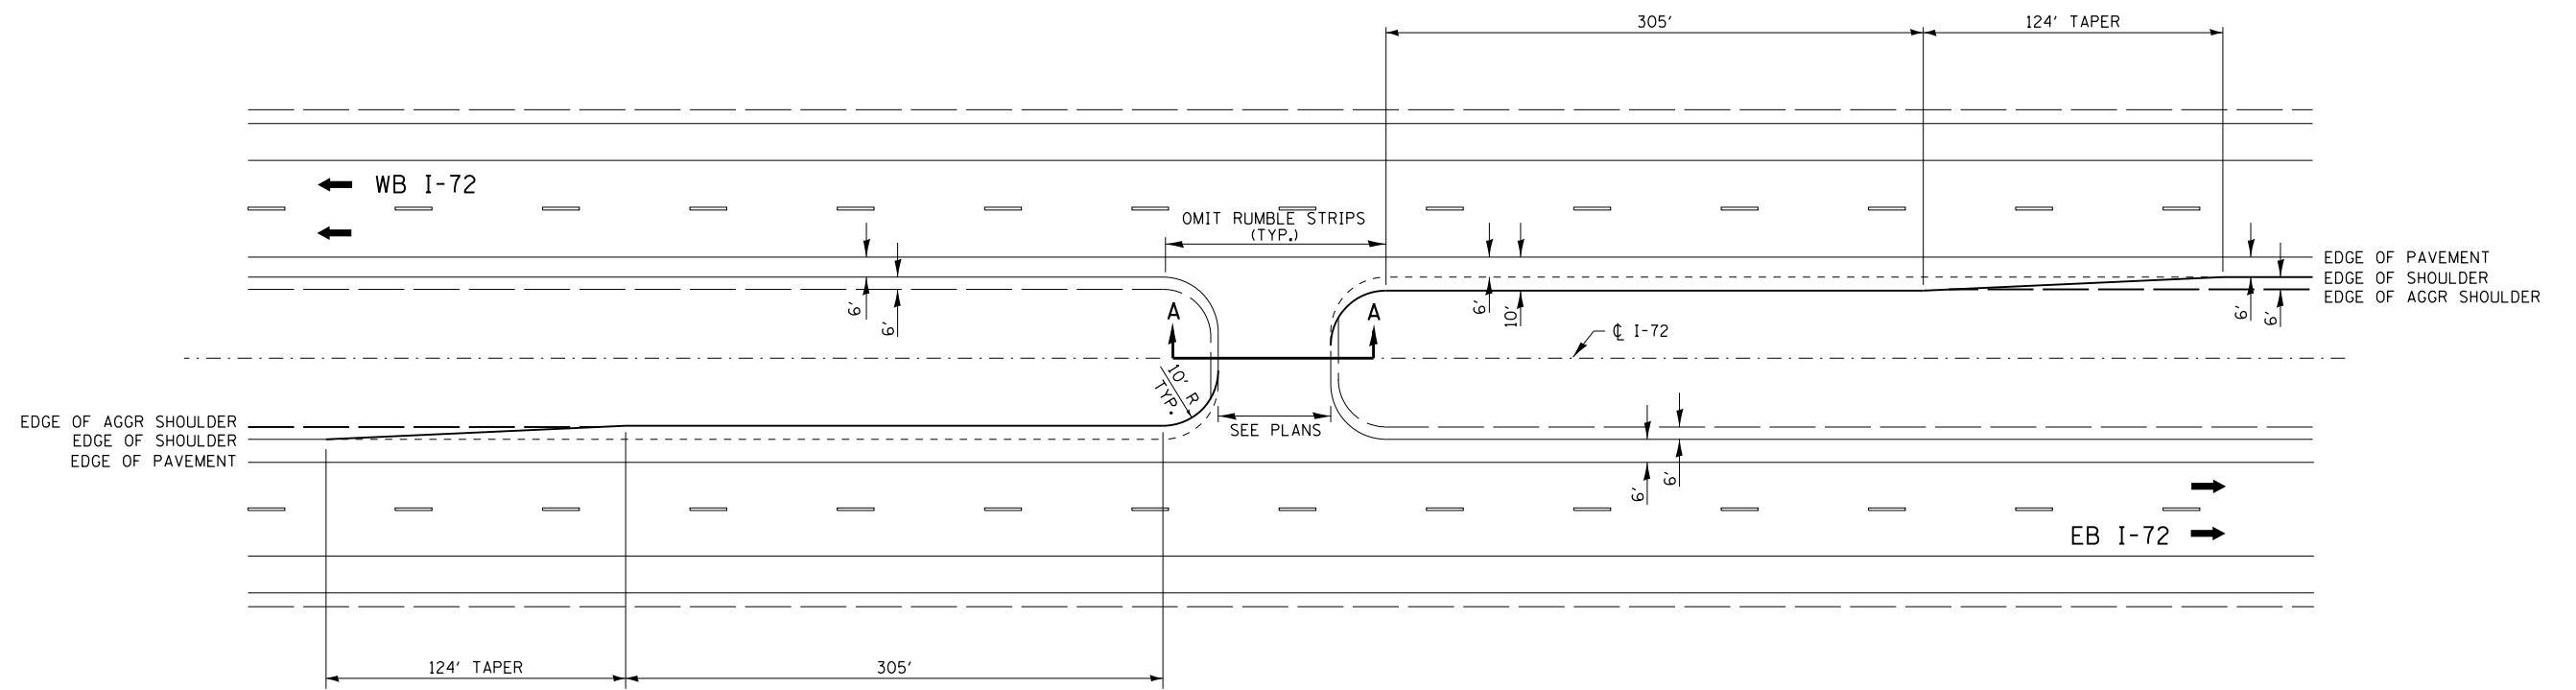 305′
124′ TAPER
WB I-72
OMIT RUMBLE STRIPS
(TYP.)
EDGE OF PAVEMENT
EDGE OF SHOULDER
EDGE OF AGGR SHOULDER
6′
6′
6′
10′
6′
6′
A
A
℄ I-72
10′ R
TYP.
SEE PLANS
EDGE OF AGGR SHOULDER
EDGE OF SHOULDER
EDGE OF PAVEMENT
6′
6′
EB I-72
124′ TAPER
305′